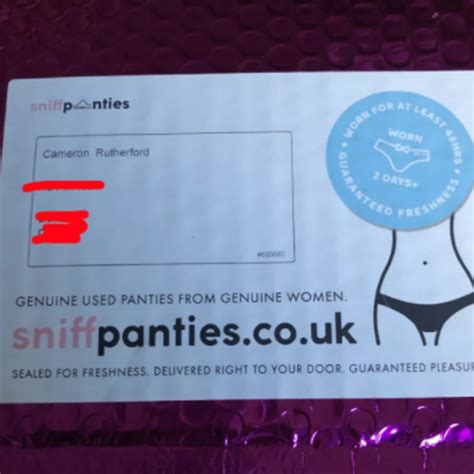 sniffpanties
WORN FOR AT LEAST 48HRS
WORN
2 DAYS+
GUARANTEED FRESHNESS
Cameron Rutherford
GENUINE USED PANTIES FROM GENUINE WOMEN.
sniffpanties.co.uk
SEALED FOR FRESHNESS. DELIVERED RIGHT TO YOUR DOOR. GUARANTEED